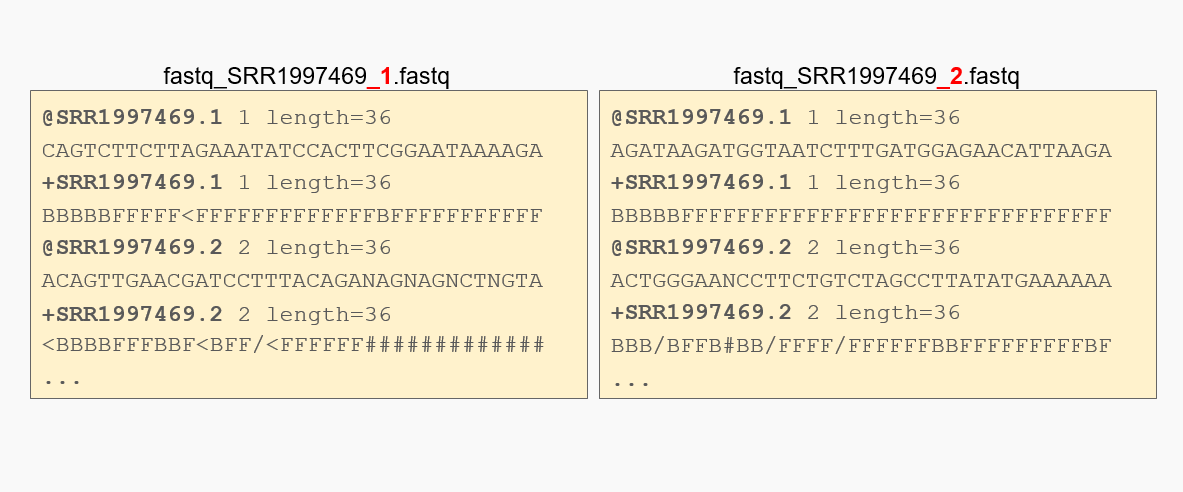 fastq_SRR1997469_1.fastq
@SRR1997469.1 1 length=36
CAGTCTTCTTAGAAATATCCACTTCGGAATAAAAGA
+SRR1997469.1 1 length=36
BBBBBFFFFF<FFFFFFFFFFFFFBFFFFFFFFFFF
@SRR1997469.2 2 length=36
ACAGTTGAACGATCCTTTACAGANAGNAGNCTNGTA
+SRR1997469.2 2 length=36
<BBBBFFFBBF<BFF/<FFFFFF#############
...
fastq_SRR1997469_2.fastq
@SRR1997469.1 1 length=36
AGATAAGATGGTAATCTTTGATGGAGAACATTAAGA
+SRR1997469.1 1 length=36
BBBBBFFFFFFFFFFFFFFFFFFFFFFFFFFFFFFF
@SRR1997469.2 2 length=36
ACTGGGAANCCTTCTGTCTAGCCTTATATGAAAAAA
+SRR1997469.2 2 length=36
BBB/BFFB#BB/FFFF/FFFFFFBBFFFFFFFFFBF
...